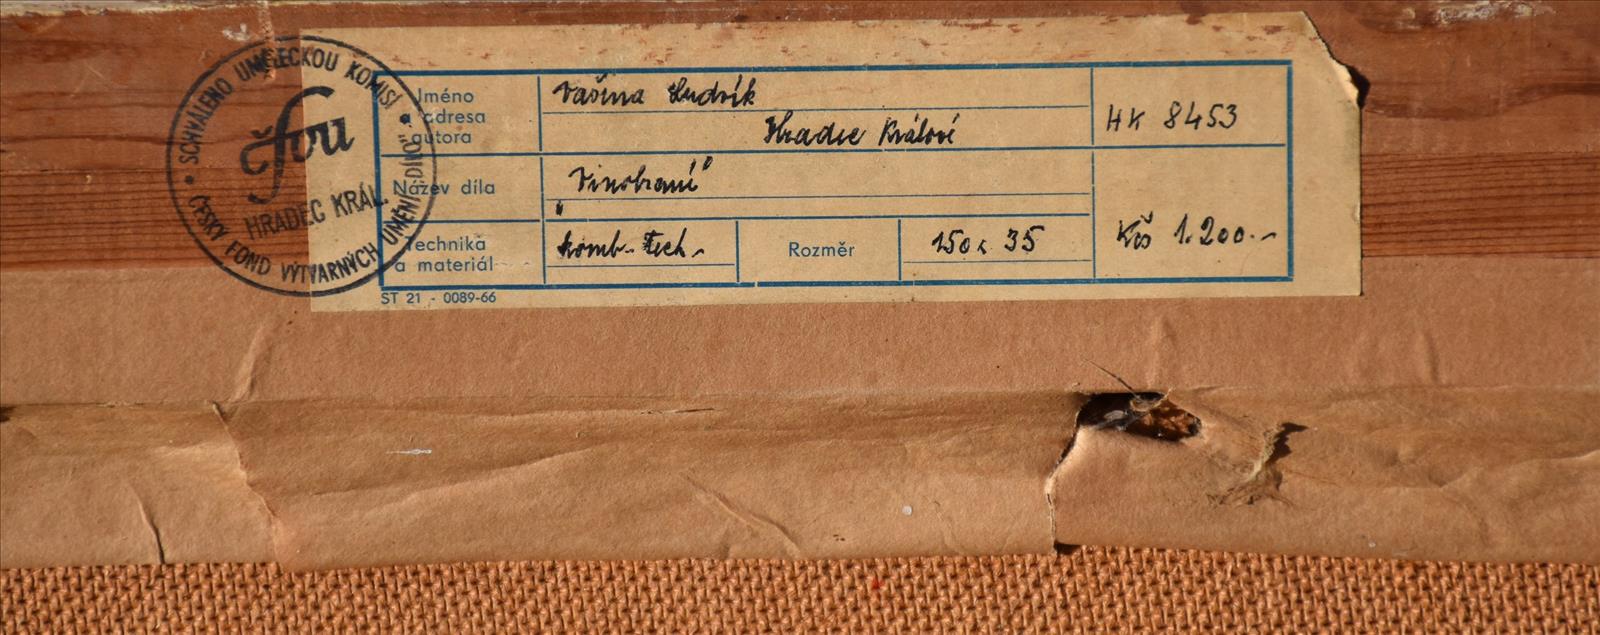 SCHVÁLENO UMĚLECKOU KOMISÍ „DÍLO“
čfvu
HRADEC KRÁL.
ČESKÝ FOND VÝTVARNÝCH UMĚNÍ
Jméno
a adresa
autora
Vašina Ludvík
Hradec Králové
HK 8453
Název díla
„Vinobraní“
Technika
a materiál
komb. tech.
Rozměr
150 x 35
Kčs 1.200.-
ST 21 - 0089-66